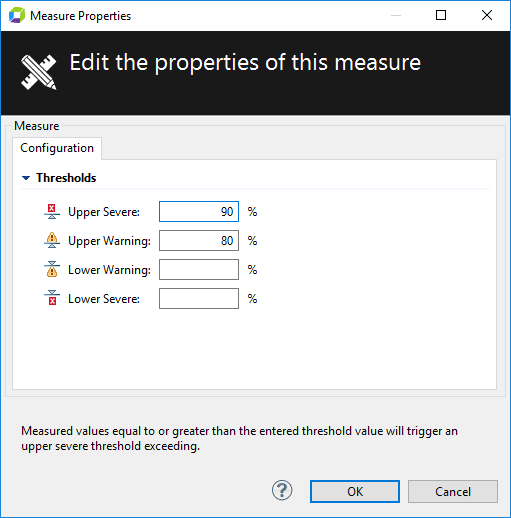 Measure Properties
Edit the properties of this measure
Measure
Configuration
Thresholds
Upper Severe: 90 %
Upper Warning: 80 %
Lower Warning: %
Lower Severe: %
Measured values equal to or greater than the entered threshold value will trigger an
upper severe threshold exceeding.
? OK Cancel